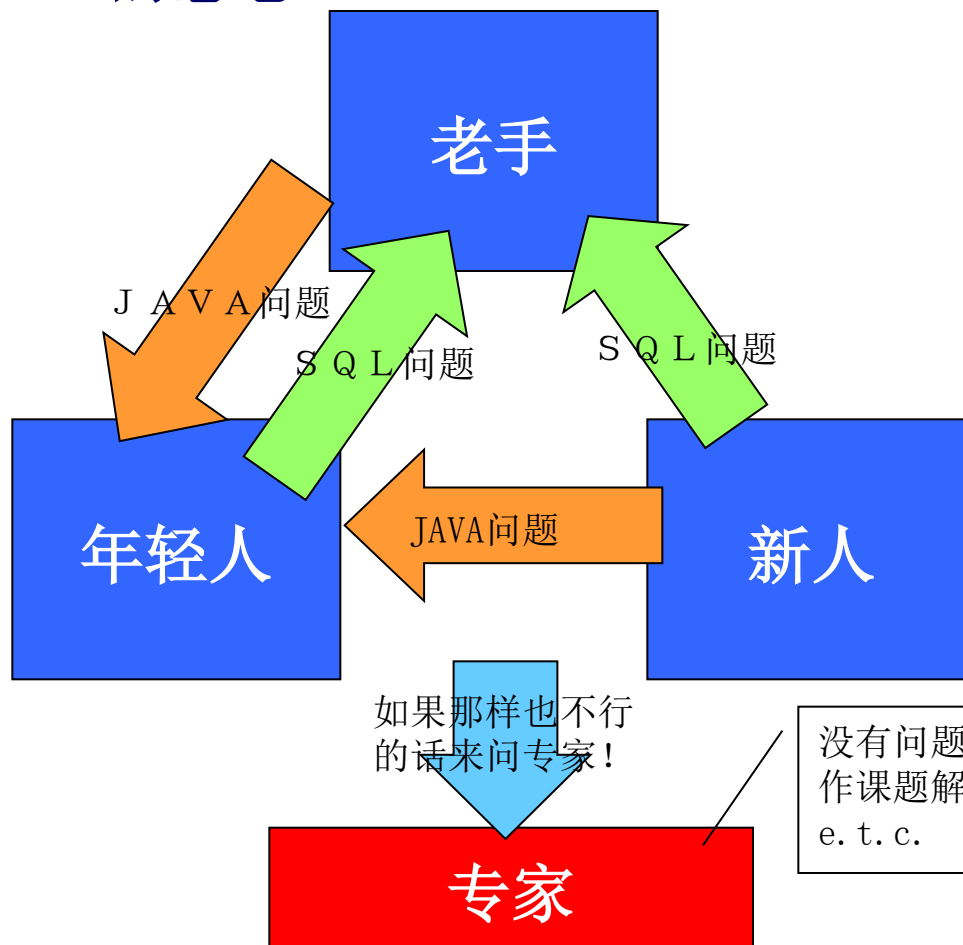 老手
ＪＡＶＡ问题
ＳＱＬ问题
ＳＱＬ问题
年轻人
JAVA问题
新人
如果那样也不行
的话来问专家！
没有问题
作课题解
e.t.c.
专家